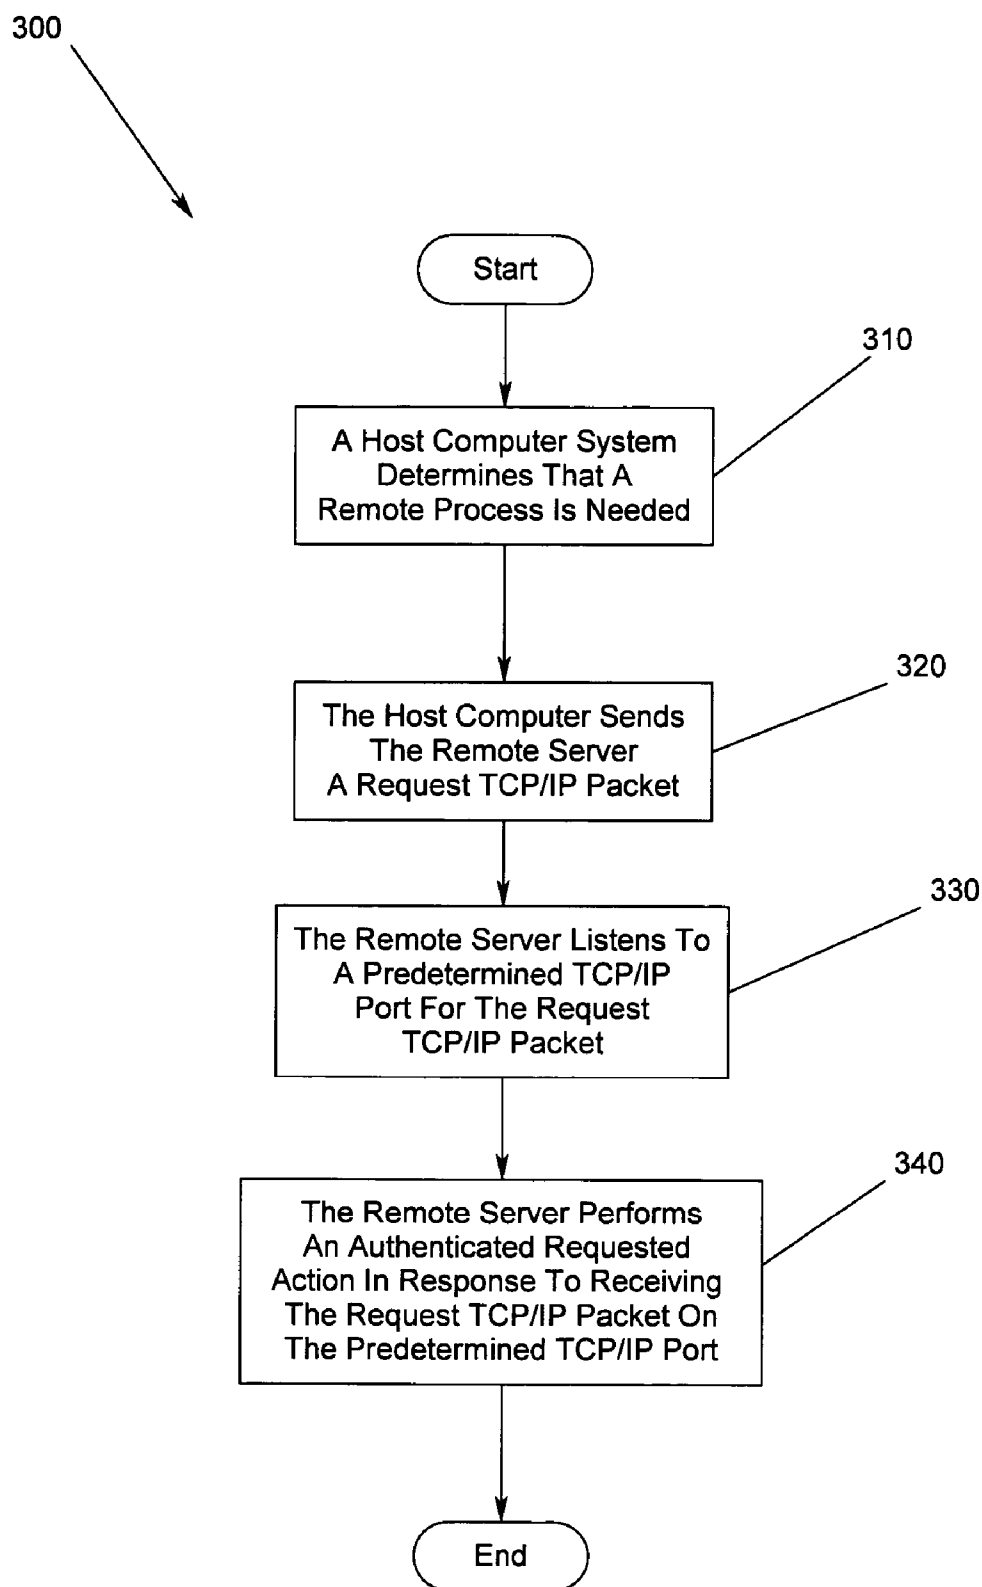 300
Start
310
A Host Computer System
Determines That A
Remote Process Is Needed
320
The Host Computer Sends
The Remote Server
A Request TCP/IP Packet
330
The Remote Server Listens To
A Predetermined TCP/IP
Port For The Request
TCP/IP Packet
340
The Remote Server Performs
An Authenticated Requested
Action In Response To Receiving
The Request TCP/IP Packet On
The Predetermined TCP/IP Port
End